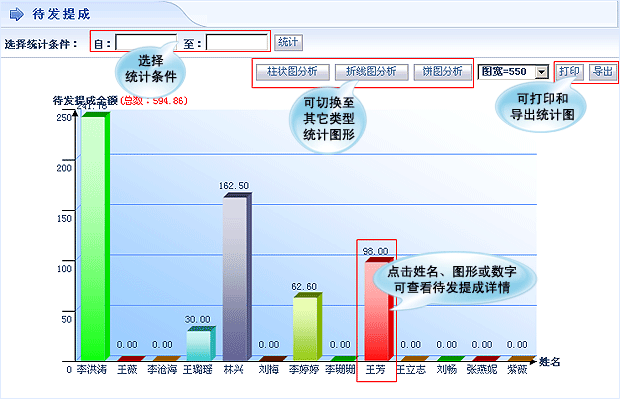 待发提成
选择统计条件： 自： 至： 统计
选择
统计条件
柱状图分析 折线图分析 饼图分析 图宽=550 打印 导出
可切换至
其它类型
统计图形
可打印和
导出统计图
待发提成金额(总数：594.86)
241.76
250
200
150
100
50
0
162.50
98.00
62.60
30.00
0.00 0.00 0.00 0.00 0.00 0.00 0.00 0.00
点击姓名、图形或数字
可查看待发提成详情
李洪涛 王薇 李沧海 王璐瑶 林兴 刘梅 李婷婷 李珊珊 王芳 王立志 刘畅 张燕妮 紫薇
姓名